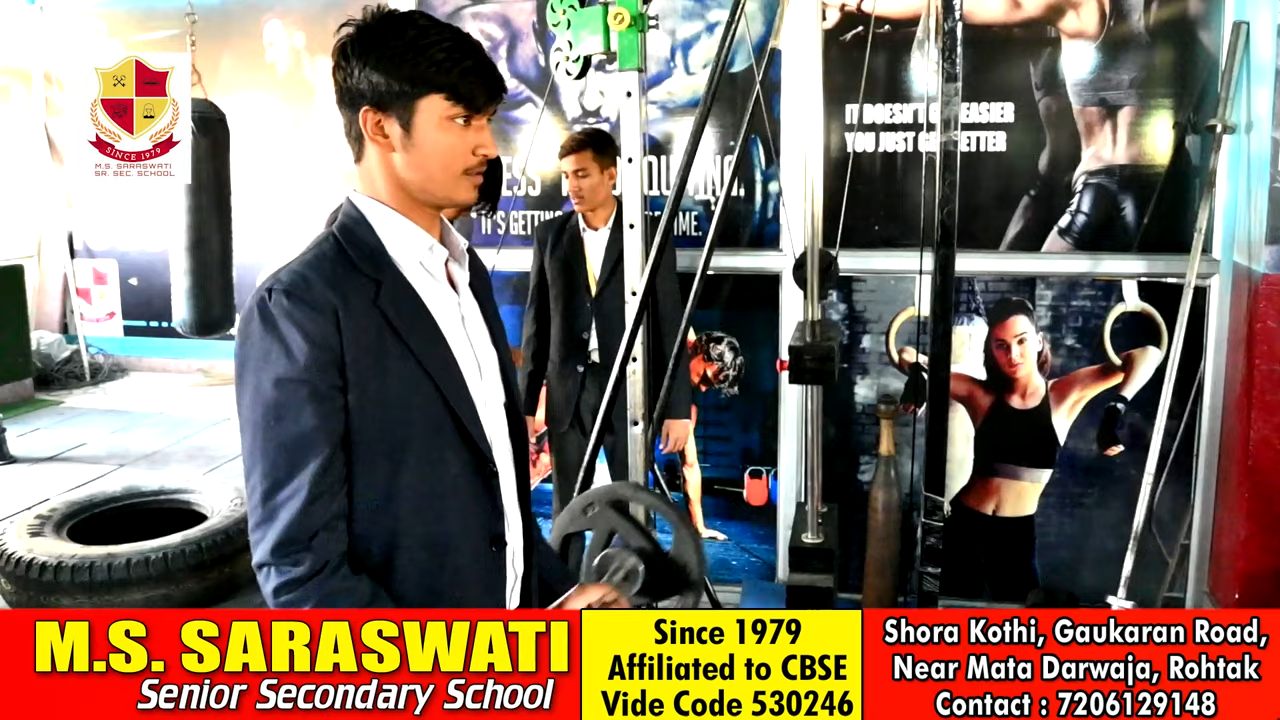 SINCE 1979
M.S. SARASWATI
SR. SEC. SCHOOL
IT'S GETTING
TIME.
IT DOESN'T EASIER
YOU JUST
M.S. SARASWATI
Senior Secondary School
Since 1979
Affiliated to CBSE
Vide Code 530246
Shora Kothi, Gaukaran Road,
Near Mata Darwaja, Rohtak
Contact : 7206129148